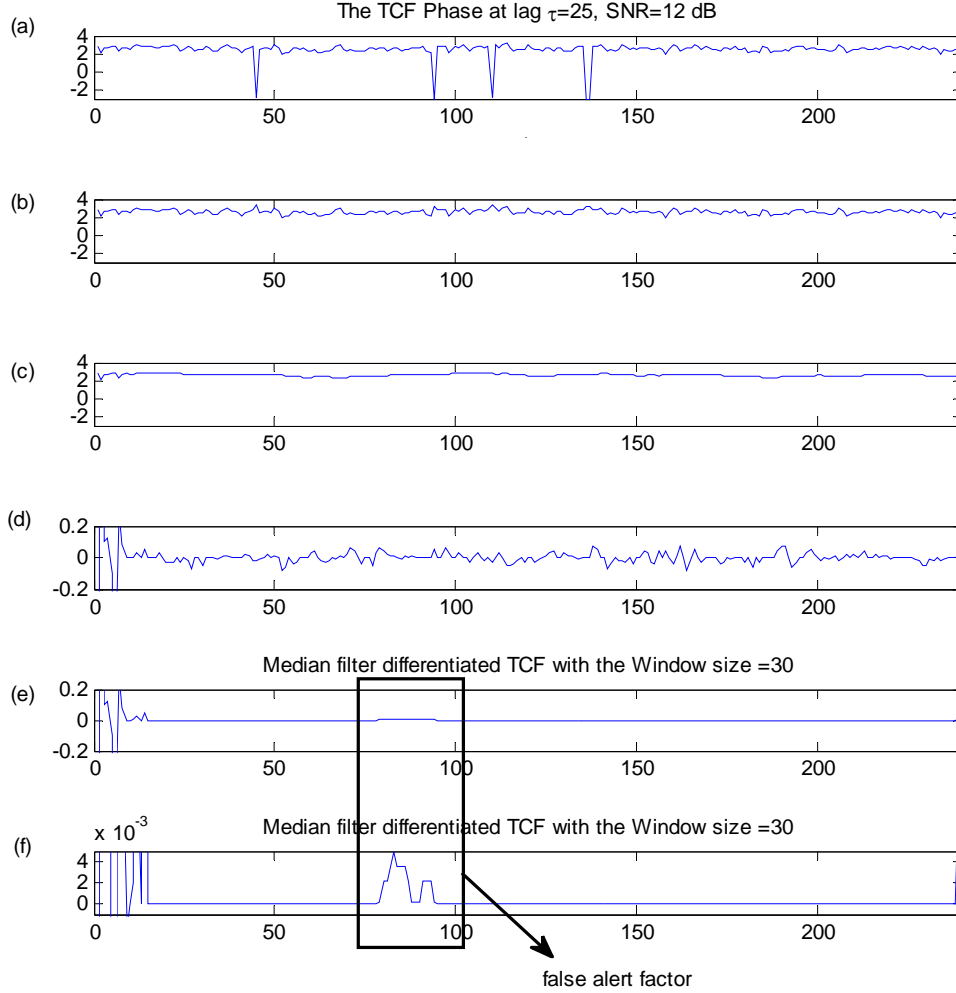 The TCF Phase at lag τ=25, SNR=12 dB
(a)
4
2
0
-2
0 50 100 150 200
(b)
4
2
0
-2
0 50 100 150 200
(c)
4
2
0
-2
0 50 100 150 200
(d)
0.2
0
-0.2
0 50 100 150 200
Median filter differentiated TCF with the Window size =30
(e)
0.2
0
-0.2
0 50 100 150 200
x 10^-3
Median filter differentiated TCF with the Window size =30
(f)
4
2
0
0 50 100 150 200
false alert factor